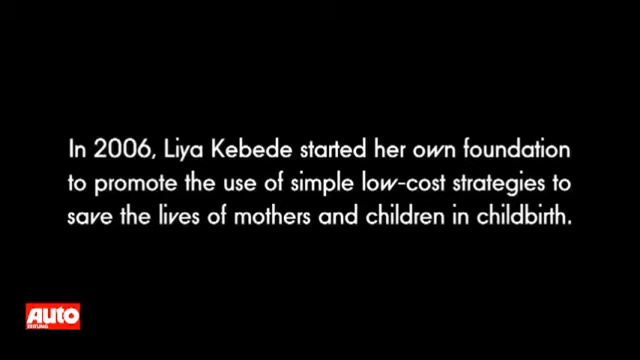 In 2006, Liya Kebede started her own foundation
to promote the use of simple low-cost strategies to
save the lives of mothers and children in childbirth.
AUTO
ZEITUNG